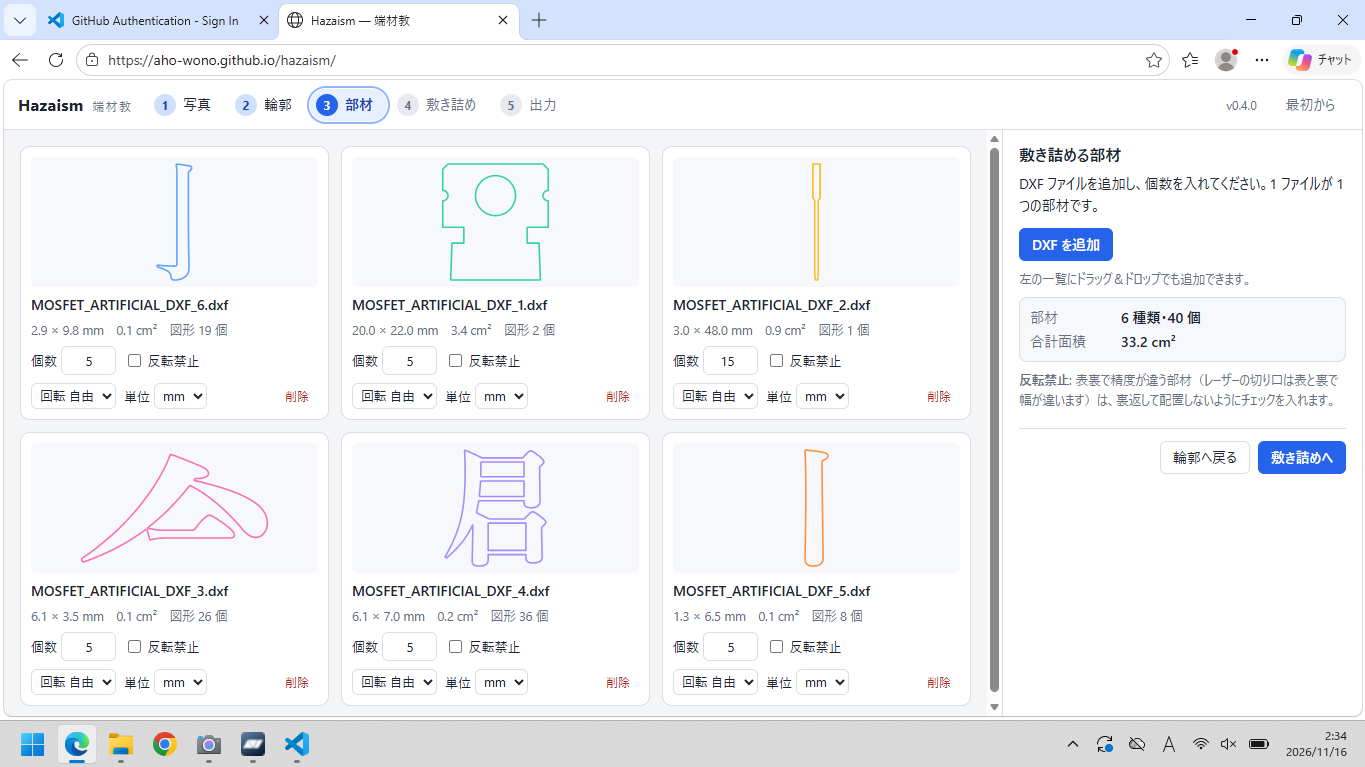 GitHub Authentication - Sign In
Hazaism — 端材教
https://aho-wono.github.io/hazaism/
チャット
Hazaism 端材教 1 写真 2 輪郭 3 部材 4 敷き詰め 5 出力 v0.4.0 最初から
MOSFET_ARTIFICIAL_DXF_6.dxf
2.9 × 9.8 mm 0.1 cm² 図形 19 個
個数 5 反転禁止
回転 自由 単位 mm 削除
MOSFET_ARTIFICIAL_DXF_1.dxf
20.0 × 22.0 mm 3.4 cm² 図形 2 個
個数 5 反転禁止
回転 自由 単位 mm 削除
MOSFET_ARTIFICIAL_DXF_2.dxf
3.0 × 48.0 mm 0.9 cm² 図形 1 個
個数 15 反転禁止
回転 自由 単位 mm 削除
MOSFET_ARTIFICIAL_DXF_3.dxf
6.1 × 3.5 mm 0.1 cm² 図形 26 個
個数 5 反転禁止
回転 自由 単位 mm 削除
MOSFET_ARTIFICIAL_DXF_4.dxf
6.1 × 7.0 mm 0.2 cm² 図形 36 個
個数 5 反転禁止
回転 自由 単位 mm 削除
MOSFET_ARTIFICIAL_DXF_5.dxf
1.3 × 6.5 mm 0.1 cm² 図形 8 個
個数 5 反転禁止
回転 自由 単位 mm 削除
敷き詰める部材
DXF ファイルを追加し、個数を入れてください。1 ファイルが 1
つの部材です。
DXF を追加
左の一覧にドラッグ＆ドロップでも追加できます。
部材 6 種類・40 個
合計面積 33.2 cm²
反転禁止: 表裏で精度が違う部材（レーザーの切り口は表と裏で
幅が違います）は、裏返して配置しないようにチェックを入れます。
輪郭へ戻る 敷き詰めへ
A
2:34
2026/11/16